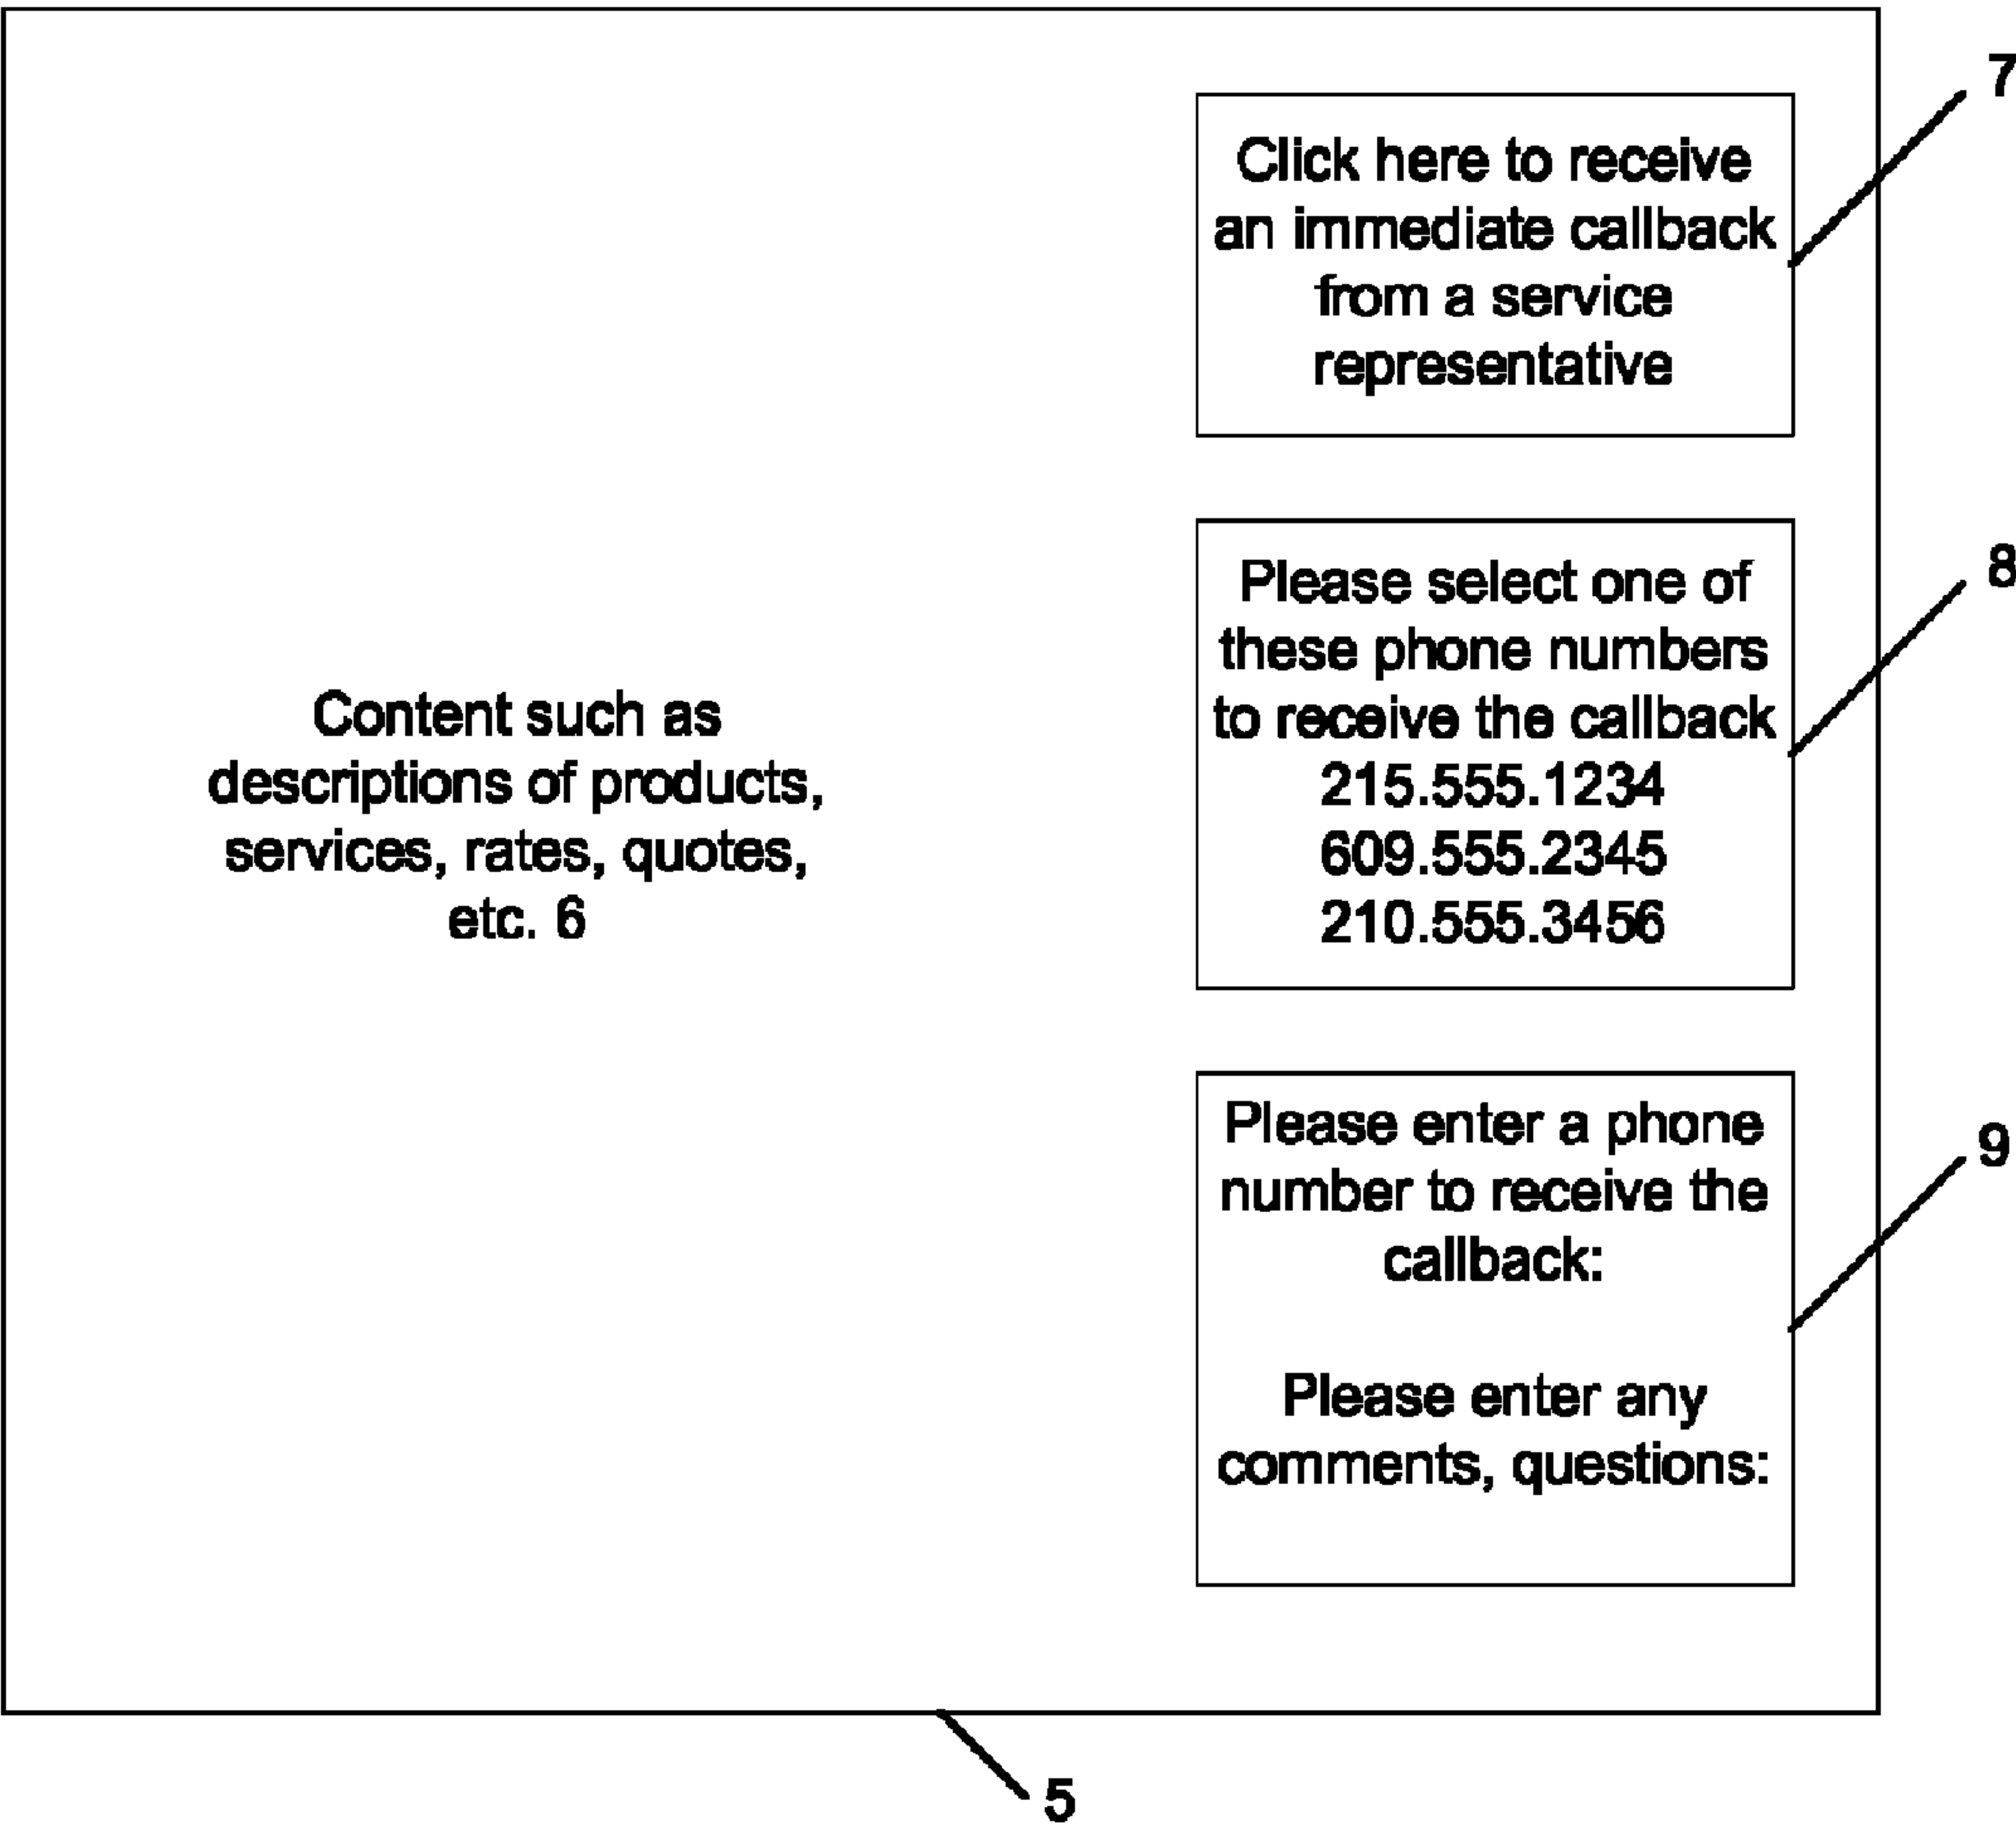 7
Click here to receive
an immediate callback
from a service
representative
8
Please select one of
these phone numbers
to receive the callback
215.555.1234
609.555.2345
210.555.3456
Content such as
descriptions of products,
services, rates, quotes,
etc. 6
9
Please enter a phone
number to receive the
callback:
Please enter any
comments, questions:
5